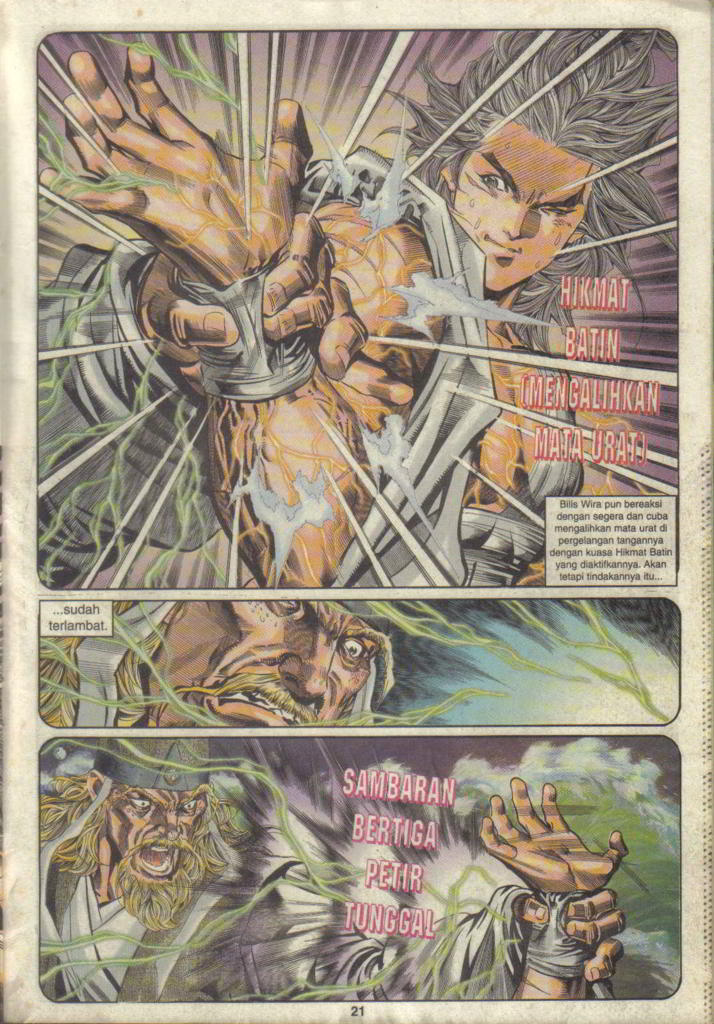 HIKMAT
BATIN
(MENGALIHKAN
MATA URAT)
Bilis Wira pun bereaksi
dengan segera dan cuba
mengalihkan mata urat di
pergelangan tangannya
dengan kuasa Hikmat Batin
yang diaktifkannya. Akan
tetapi tindakannya itu...
...sudah
terlambat.
SAMBARAN
BERTIGA
PETIR
TUNGGAL
21